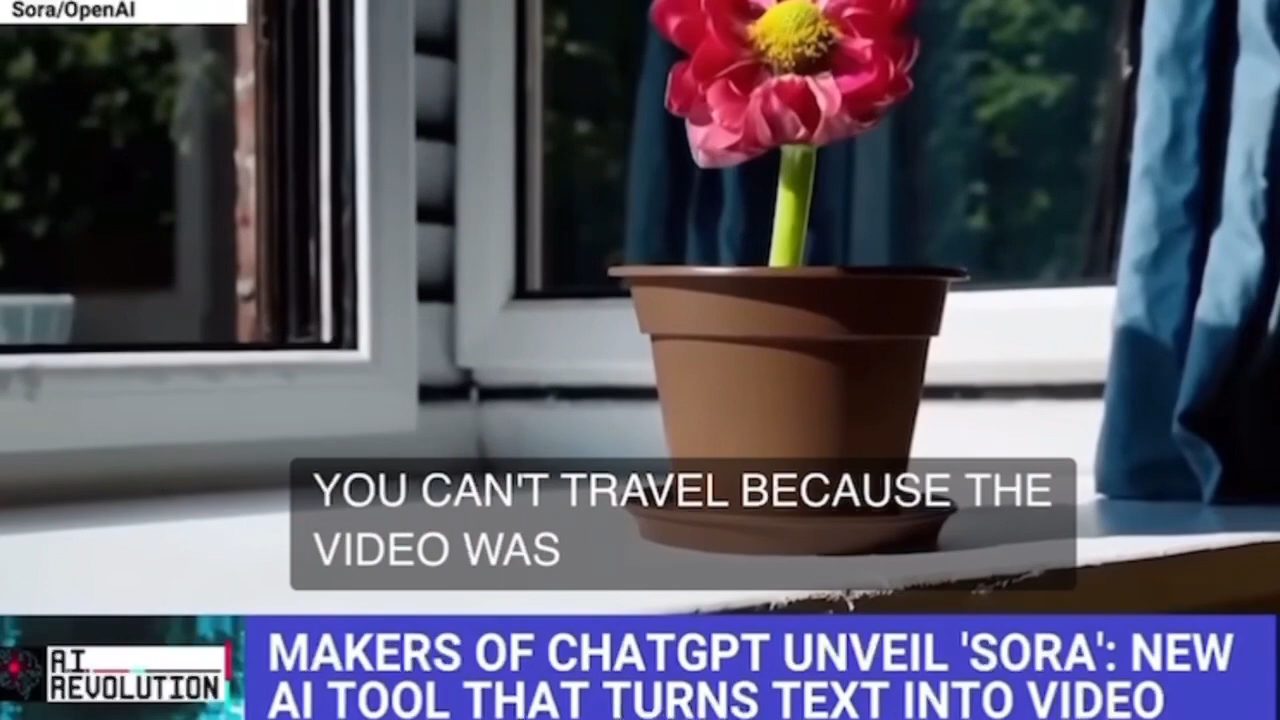 Sora/OpenAI
YOU CAN'T TRAVEL BECAUSE THE
VIDEO WAS
AI
REVOLUTION
MAKERS OF CHATGPT UNVEIL 'SORA': NEW
AI TOOL THAT TURNS TEXT INTO VIDEO